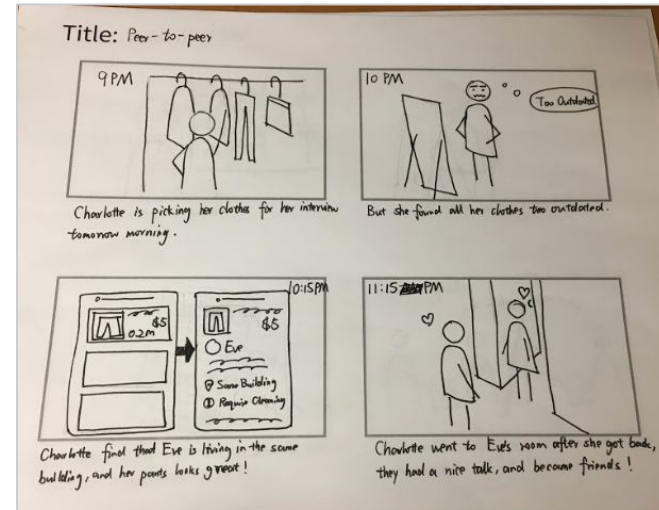 Title: Peer-to-peer
9 PM
Charlotte is picking her clothes for her interview
tomorrow morning.
10 PM
Too Outdated
But she found all her clothes too outdated.
10:15PM
$5
0.2m
$5
Eve
Same Building
Require Cleaning
Charlotte find that Eve is living in the same
building, and her pants looks great!
11:15 PM
Charlotte went to Eve's room after she got back,
they had a nice talk, and became friends!